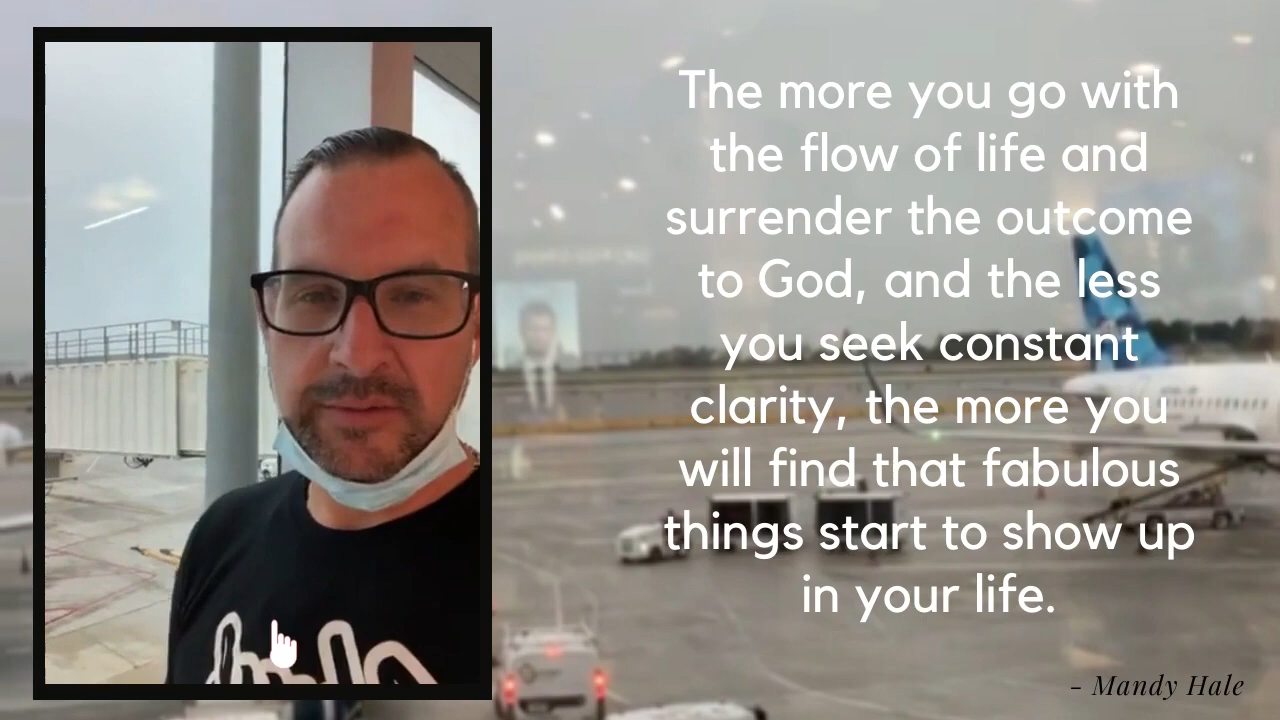 The more you go with
the flow of life and
surrender the outcome
to God, and the less
you seek constant
clarity, the more you
will find that fabulous
things start to show up
in your life.
- Mandy Hale